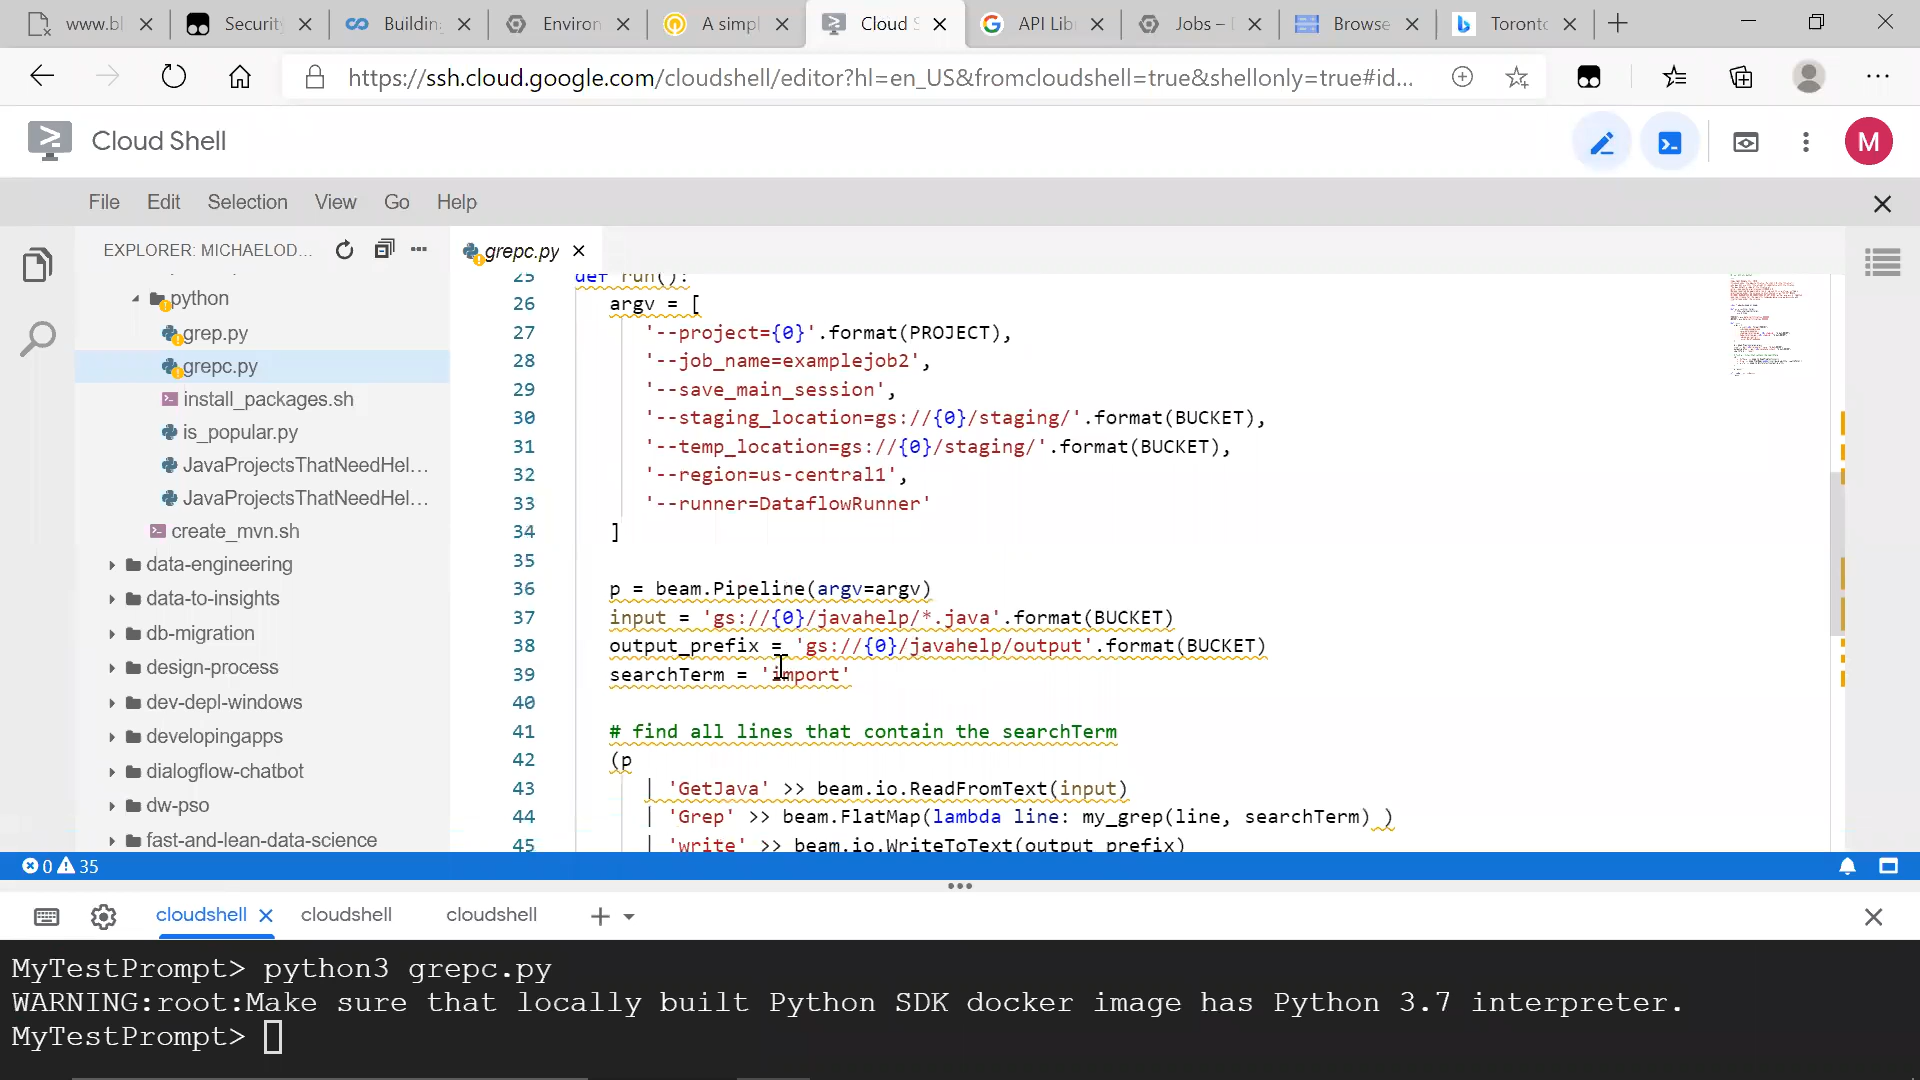 www.bl
Security
Building
Environ
A simpl
Cloud S
API Lib
Jobs –
Browse
Toronto
https://ssh.cloud.google.com/cloudshell/editor?hl=en_US&fromcloudshell=true&shellonly=true#id...
Cloud Shell
M
File Edit Selection View Go Help
EXPLORER: MICHAELOD...
grepc.py
python
grep.py
grepc.py
install_packages.sh
is_popular.py
JavaProjectsThatNeedHel...
JavaProjectsThatNeedHel...
create_mvn.sh
data-engineering
data-to-insights
db-migration
design-process
dev-depl-windows
developingapps
dialogflow-chatbot
dw-pso
fast-and-lean-data-science
25 def run():
26 argv = [
27 '--project={0}'.format(PROJECT),
28 '--job_name=examplejob2',
29 '--save_main_session',
30 '--staging_location=gs://{0}/staging/'.format(BUCKET),
31 '--temp_location=gs://{0}/staging/'.format(BUCKET),
32 '--region=us-central1',
33 '--runner=DataflowRunner'
34 ]
35
36 p = beam.Pipeline(argv=argv)
37 input = 'gs://{0}/javahelp/*.java'.format(BUCKET)
38 output_prefix = 'gs://{0}/javahelp/output'.format(BUCKET)
39 searchTerm = 'import'
40
41 # find all lines that contain the searchTerm
42 (p
43 | 'GetJava' >> beam.io.ReadFromText(input)
44 | 'Grep' >> beam.FlatMap(lambda line: my_grep(line, searchTerm) )
45 | 'write' >> beam.io.WriteToText(output_prefix)
0 35
cloudshell cloudshell cloudshell
MyTestPrompt> python3 grepc.py
WARNING:root:Make sure that locally built Python SDK docker image has Python 3.7 interpreter.
MyTestPrompt>